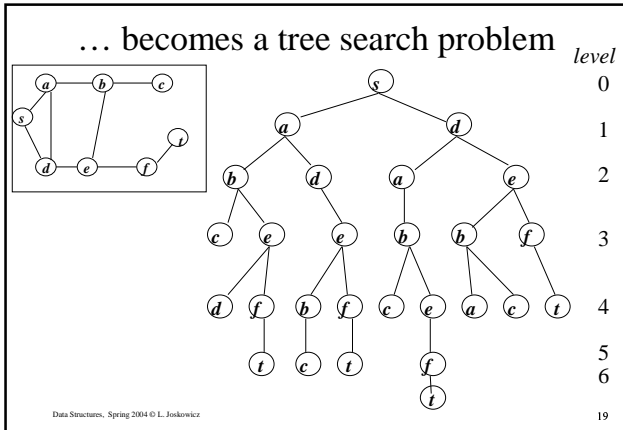 … becomes a tree search problem
level
a b c
s
t
d e f
s 0
a d 1
b d a e 2
c e e b b f 3
d f b f c e a c t 4
t c t f 5
6
t
Data Structures, Spring 2004 © L. Joskowicz
19